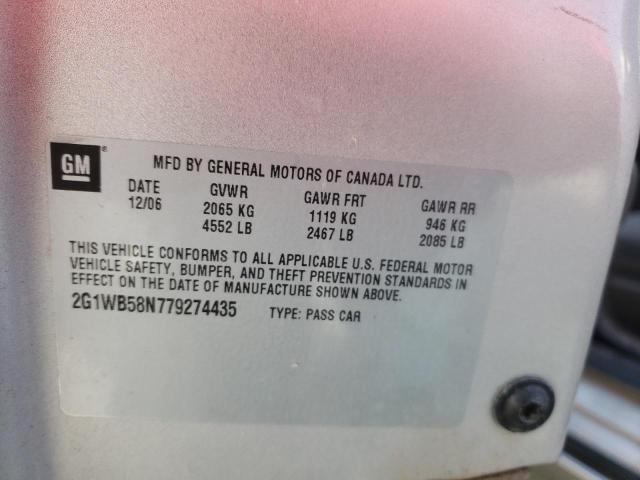 GM
MFD BY GENERAL MOTORS OF CANADA LTD.
DATE GVWR GAWR FRT GAWR RR
12/06 2065 KG 1119 KG 946 KG
4552 LB 2467 LB 2085 LB
THIS VEHICLE CONFORMS TO ALL APPLICABLE U.S. FEDERAL MOTOR
VEHICLE SAFETY, BUMPER, AND THEFT PREVENTION STANDARDS IN
EFFECT ON THE DATE OF MANUFACTURE SHOWN ABOVE.
2G1WB58N779274435 TYPE: PASS CAR